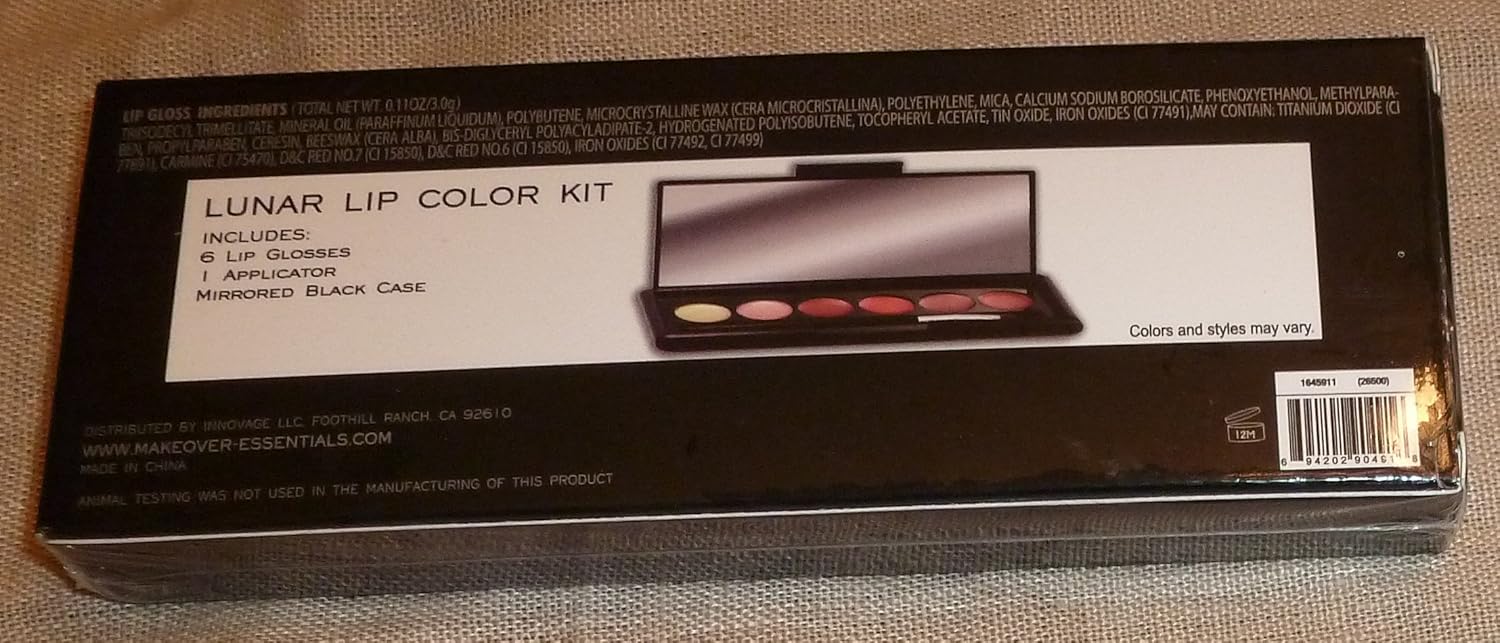 LIP GLOSS INGREDIENTS (TOTAL NET WT. 0.11OZ/3.0g)
TRIISODECYL TRIMELLITATE, MINERAL OIL (PARAFFINUM LIQUIDUM), POLYBUTENE, MICROCRYSTALLINE WAX (CERA MICROCRISTALLINA), POLYETHYLENE, MICA, CALCIUM SODIUM BOROSILICATE, PHENOXYETHANOL, METHYLPARA-
BEN, PROPYLPARABEN, CERESIN, BEESWAX (CERA ALBA), BIS-DIGLYCERYL POLYACYLADIPATE-2, HYDROGENATED POLYISOBUTENE, TOCOPHERYL ACETATE, TIN OXIDE, IRON OXIDES (CI 77491),MAY CONTAIN: TITANIUM DIOXIDE (CI
77891), CARMINE (CI 75470), D&C RED NO.7 (CI 15850), D&C RED NO.6 (CI 15850), IRON OXIDES (CI 77492, CI 77499)
LUNAR LIP COLOR KIT
INCLUDES:
6 LIP GLOSSES
1 APPLICATOR
MIRRORED BLACK CASE
Colors and styles may vary.
DISTRIBUTED BY INNOVAGE LLC. FOOTHILL RANCH, CA 92610
WWW.MAKEOVER-ESSENTIALS.COM
MADE IN CHINA
ANIMAL TESTING WAS NOT USED IN THE MANUFACTURING OF THIS PRODUCT
12M
1645911 (26500)
6 94202 90461 8